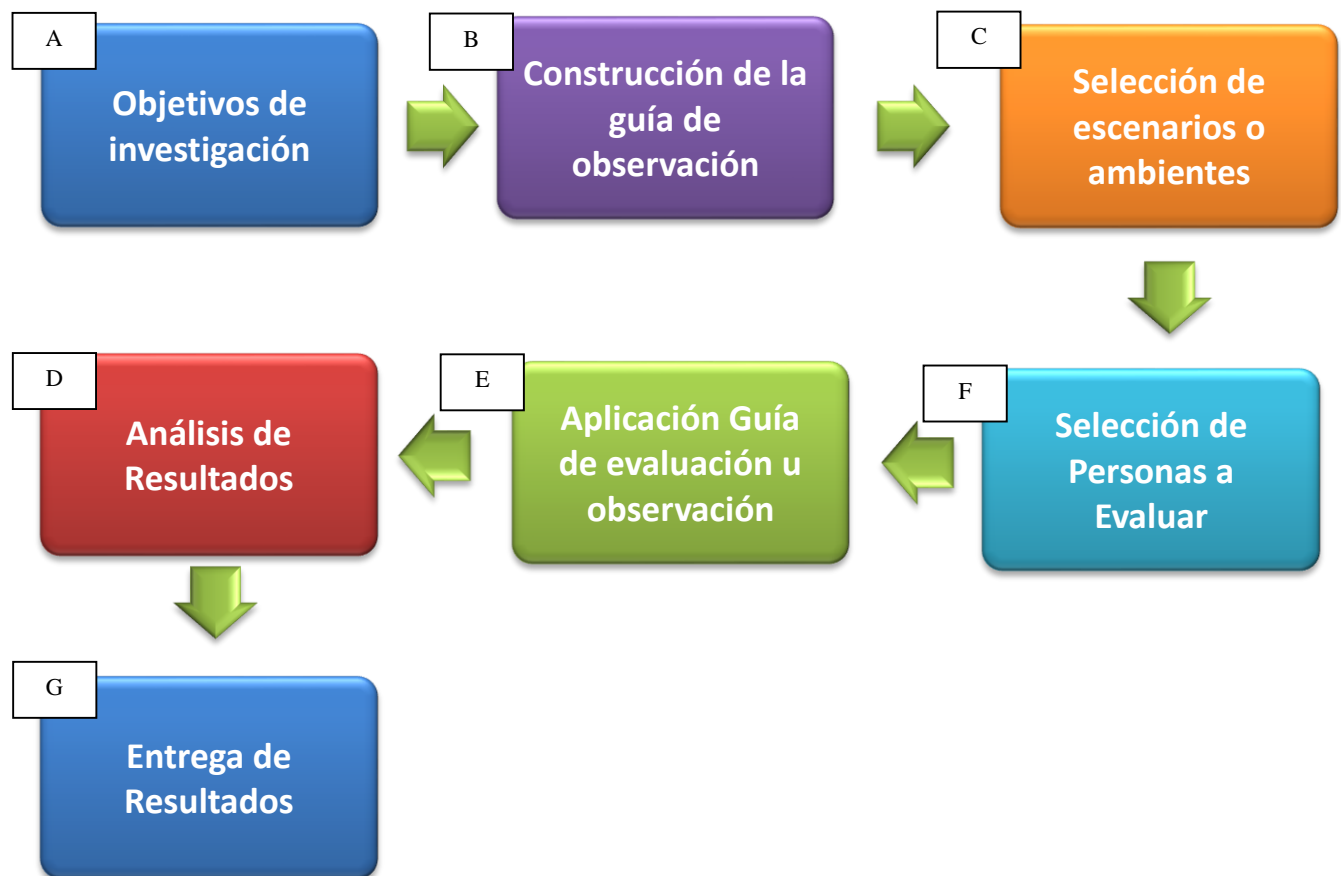 A
Objetivos de
investigación
B
Construcción de la
guía de
observación
C
Selección de
escenarios o
ambientes
D
Análisis de
Resultados
E
Aplicación Guía
de evaluación u
observación
F
Selección de
Personas a
Evaluar
G
Entrega de
Resultados